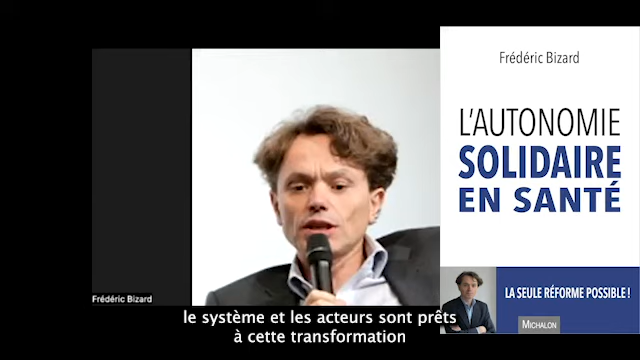 Frédéric Bizard
L'AUTONOMIE
SOLIDAIRE
EN SANTÉ
LA SEULE RÉFORME POSSIBLE !
MICHALON
Frédéric Bizard
le système et les acteurs sont prêts
à cette transformation